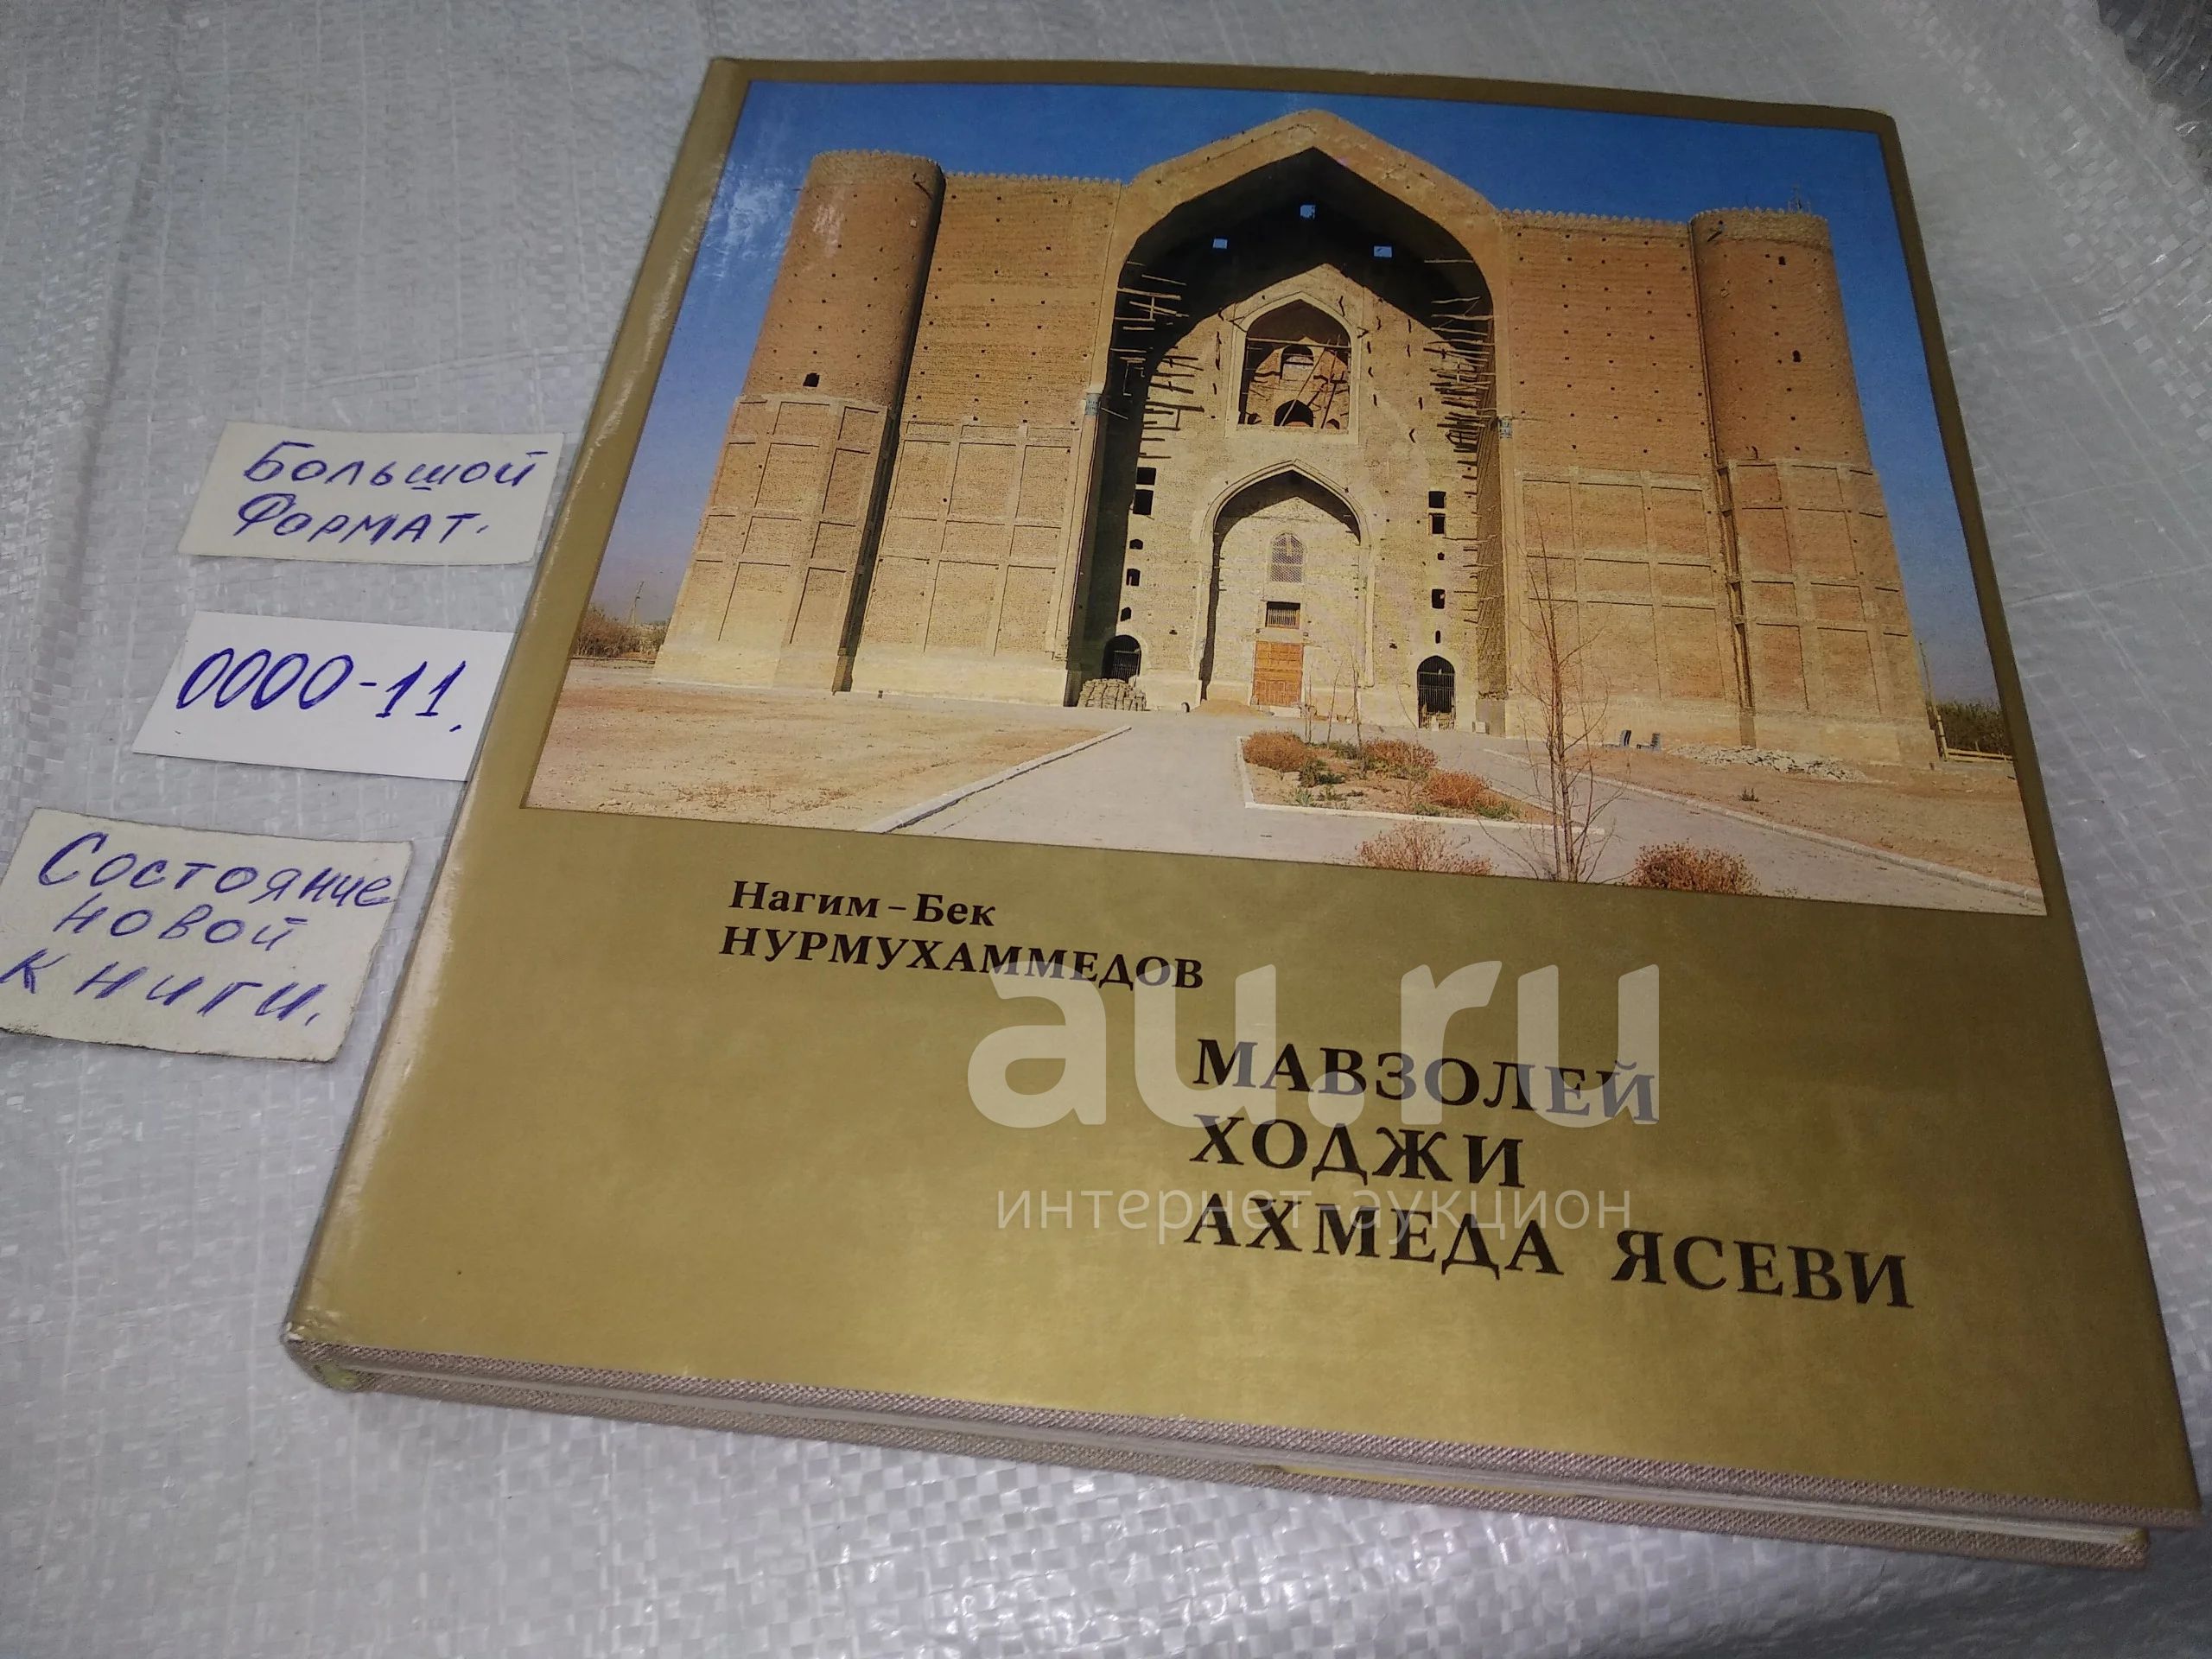 Большой
Формат.
0000-11.
Состояние
новой
книги.
Нагим-Бек
НУРМУХАММЕДОВ
МАВЗОЛЕЙ
ХОДЖИ
АХМЕДА ЯСЕВИ
au.ru
интернет-аукцион